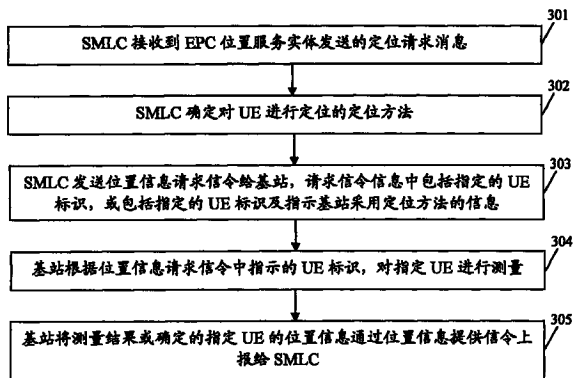 301
SMLC 接收到 EPC 位置服务实体发送的定位请求消息
302
SMLC 确定对 UE 进行定位的定位方法
303
SMLC 发送位置信息请求信令给基站，请求信令信息中包括指定的 UE
标识，或包括指定的 UE 标识及指示基站采用定位方法的信息
304
基站根据位置信息请求信令中指示的 UE 标识，对指定 UE 进行测量
305
基站将测量结果或确定的指定 UE 的位置信息通过位置信息提供信令上
报给 SMLC